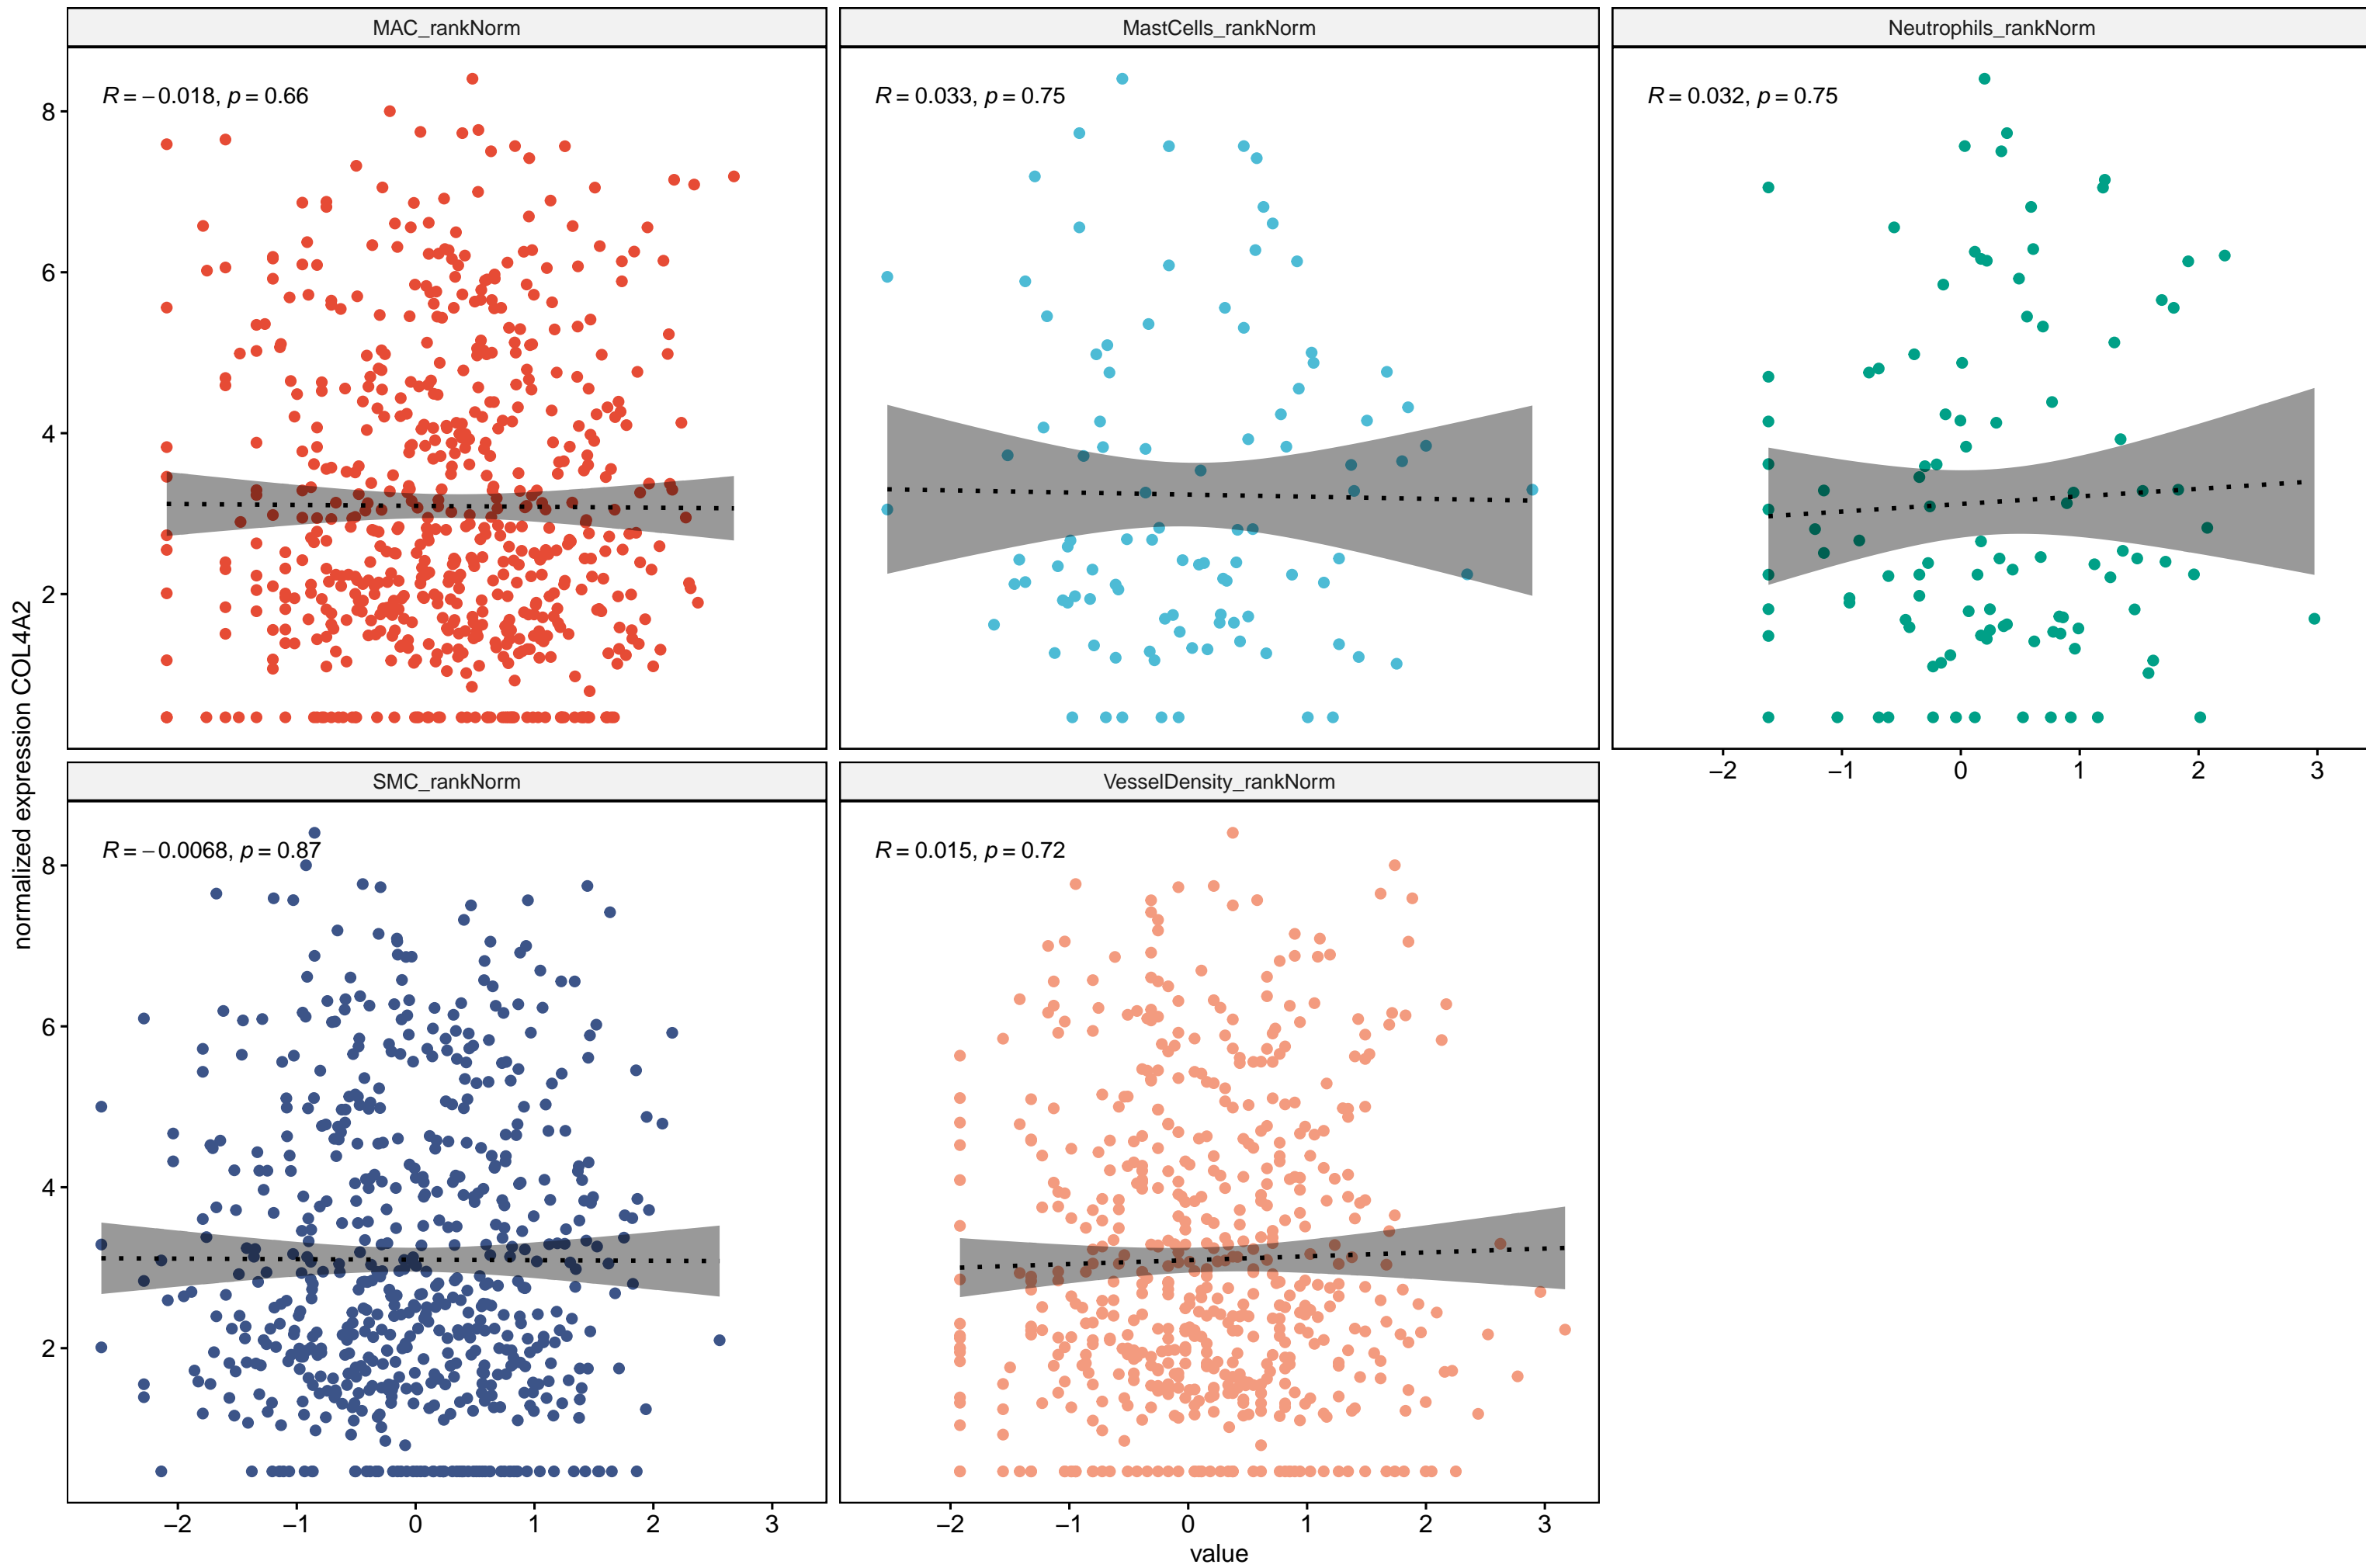 MAC_rankNorm
MastCells_rankNorm
Neutrophils_rankNorm
R = −0.018, p = 0.66
R = 0.033, p = 0.75
R = 0.032, p = 0.75
8
6
4
2
−2 −1 0 1 2 3
normalized expression COL4A2
SMC_rankNorm
VesselDensity_rankNorm
R = −0.0068, p = 0.87
R = 0.015, p = 0.72
8
6
4
2
−2 −1 0 1 2 3
−2 −1 0 1 2 3
value